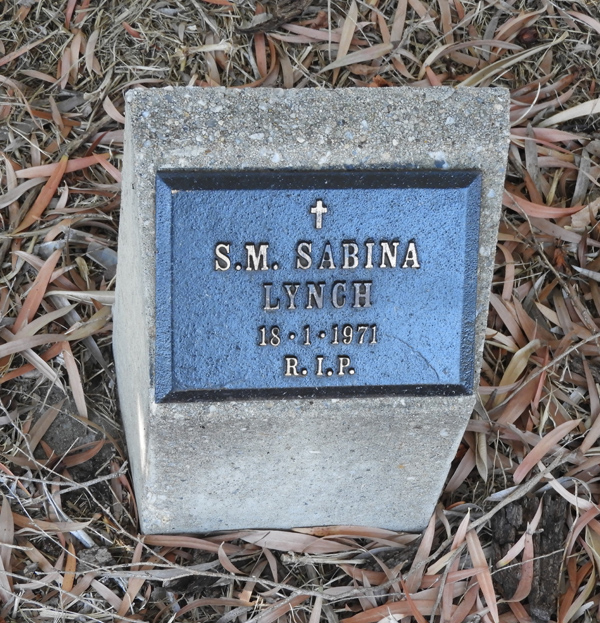 S.M. SABINA
LYNCH
18·1·1971
R.I.P.